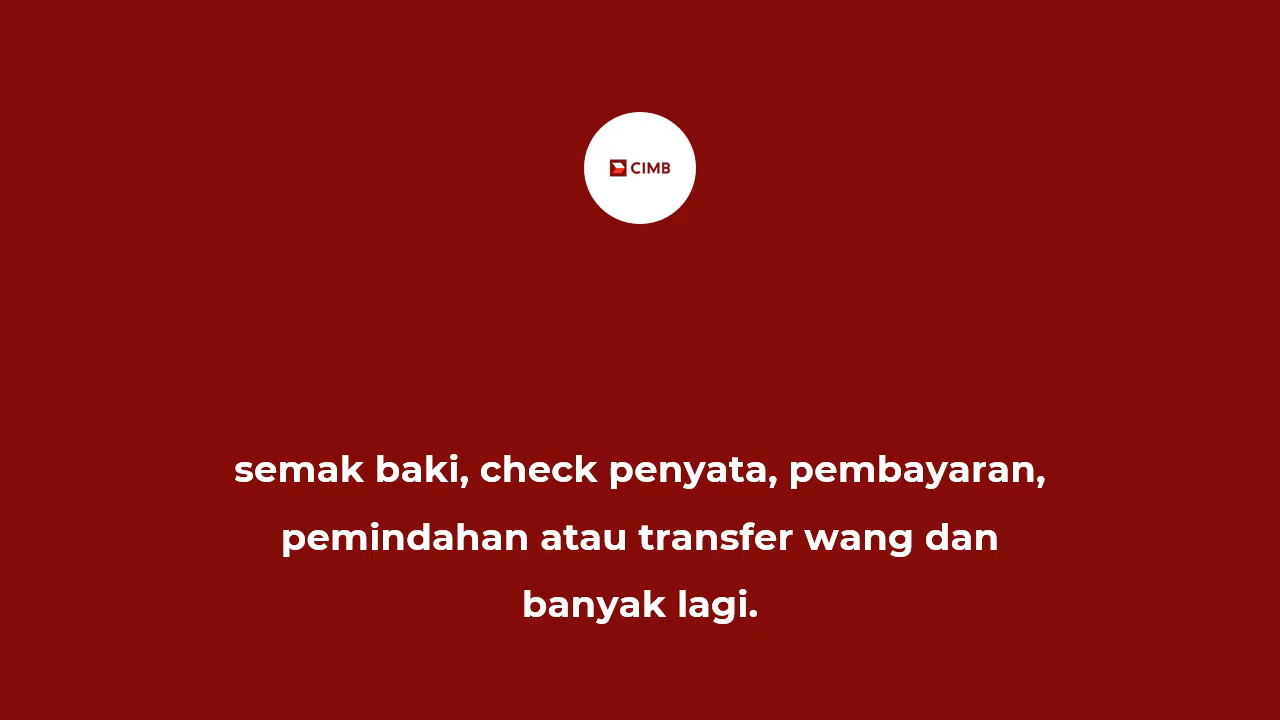 CIMB
semak baki, check penyata, pembayaran,
pemindahan atau transfer wang dan
banyak lagi.